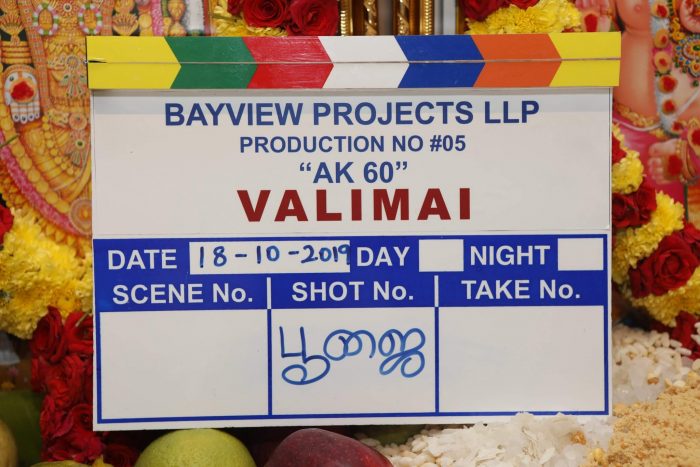 BAYVIEW PROJECTS LLP
PRODUCTION NO #05
“AK 60”
VALIMAI
DATE 18-10-2019 DAY NIGHT
SCENE No. SHOT No. TAKE No.
பூஜை